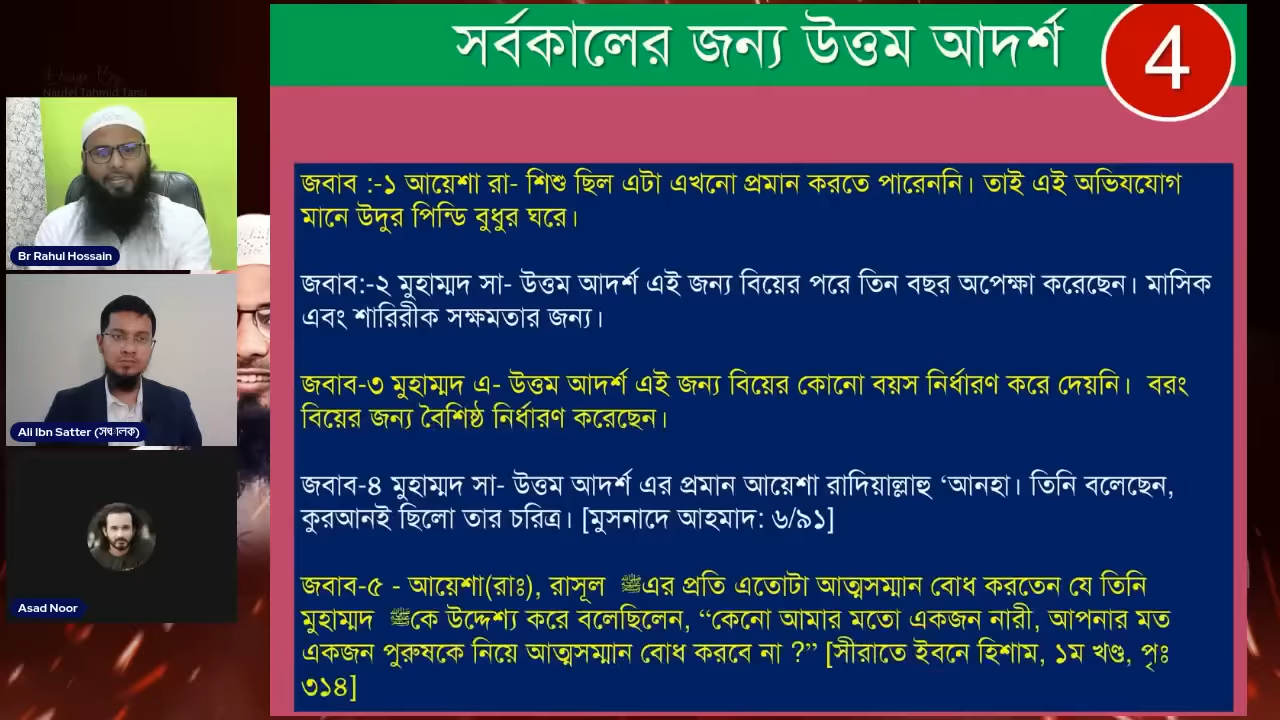 সর্বকালের জন্য উত্তম আদর্শ
4
Naufel Tahmid Tanu
Br Rahul Hossain
Ali Ibn Satter (সঞ্চালক)
Asad Noor
জবাব :-১ আয়েশা রা- শিশু ছিল এটা এখনো প্রমান করতে পারেননি। তাই এই অভিযযোগ
মানে উদুর পিন্ডি বুধুর ঘরে।
জবাব:-২ মুহাম্মদ সা- উত্তম আদর্শ এই জন্য বিয়ের পরে তিন বছর অপেক্ষা করেছেন। মাসিক
এবং শারিরীক সক্ষমতার জন্য।
জবাব-৩ মুহাম্মদ এ- উত্তম আদর্শ এই জন্য বিয়ের কোনো বয়স নির্ধারণ করে দেয়নি। বরং
বিয়ের জন্য বৈশিষ্ঠ নির্ধারণ করেছেন।
জবাব-৪ মুহাম্মদ সা- উত্তম আদর্শ এর প্রমান আয়েশা রাদিয়াল্লাহু ‘আনহা। তিনি বলেছেন,
কুরআনই ছিলো তার চরিত্র। [মুসনাদে আহমাদ: ৬/৯১]
জবাব-৫ - আয়েশা(রাঃ), রাসূল ﷺএর প্রতি এতোটা আত্মসম্মান বোধ করতেন যে তিনি
মুহাম্মদ ﷺকে উদ্দেশ্য করে বলেছিলেন, “কেনো আমার মতো একজন নারী, আপনার মত
একজন পুরুষকে নিয়ে আত্মসম্মান বোধ করবে না ?” [সীরাতে ইবনে হিশাম, ১ম খণ্ড, পৃঃ
৩১৪]